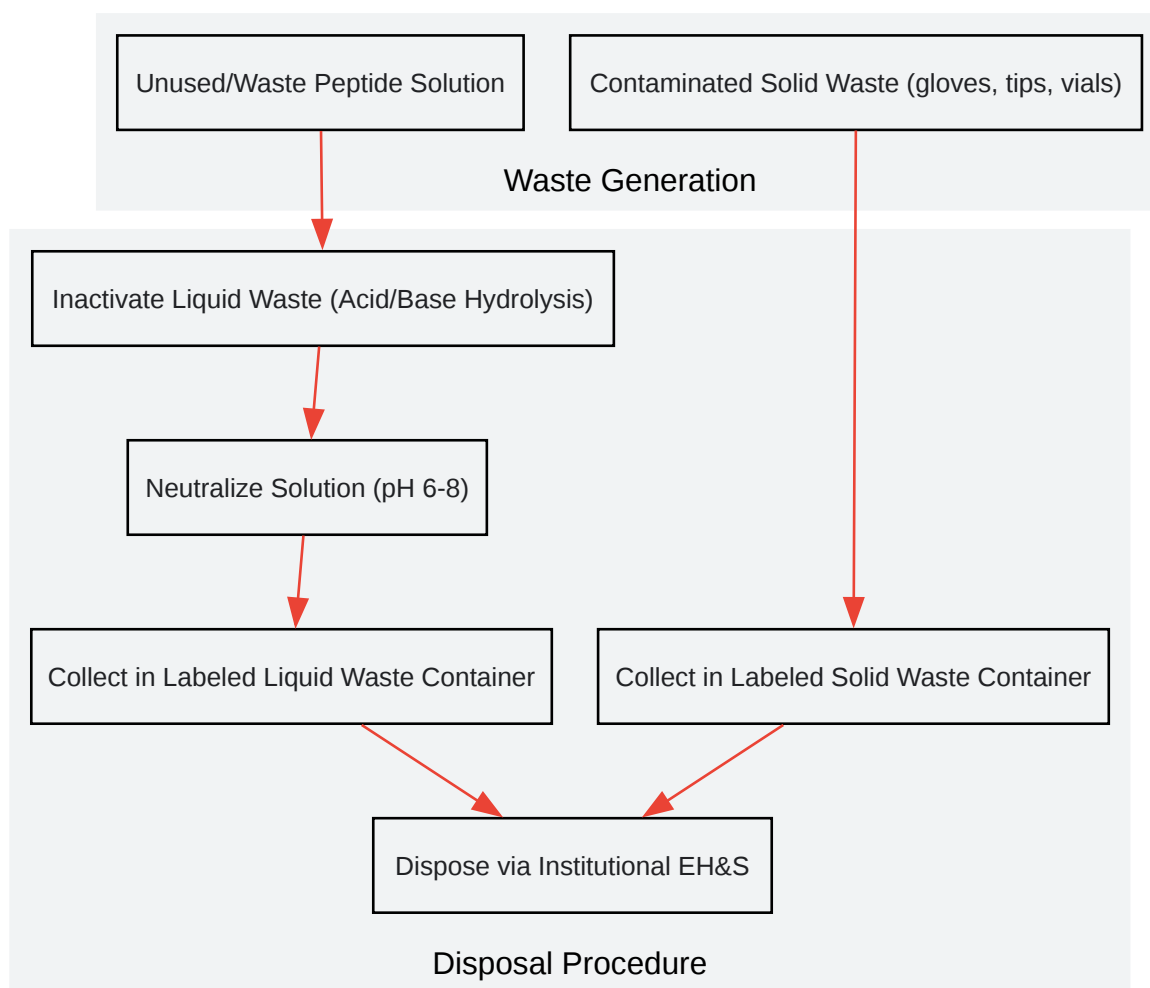 Unused/Waste Peptide Solution
Contaminated Solid Waste (gloves, tips, vials)
Waste Generation
Inactivate Liquid Waste (Acid/Base Hydrolysis)
Neutralize Solution (pH 6-8)
Collect in Labeled Liquid Waste Container
Collect in Labeled Solid Waste Container
Dispose via Institutional EH&S
Disposal Procedure